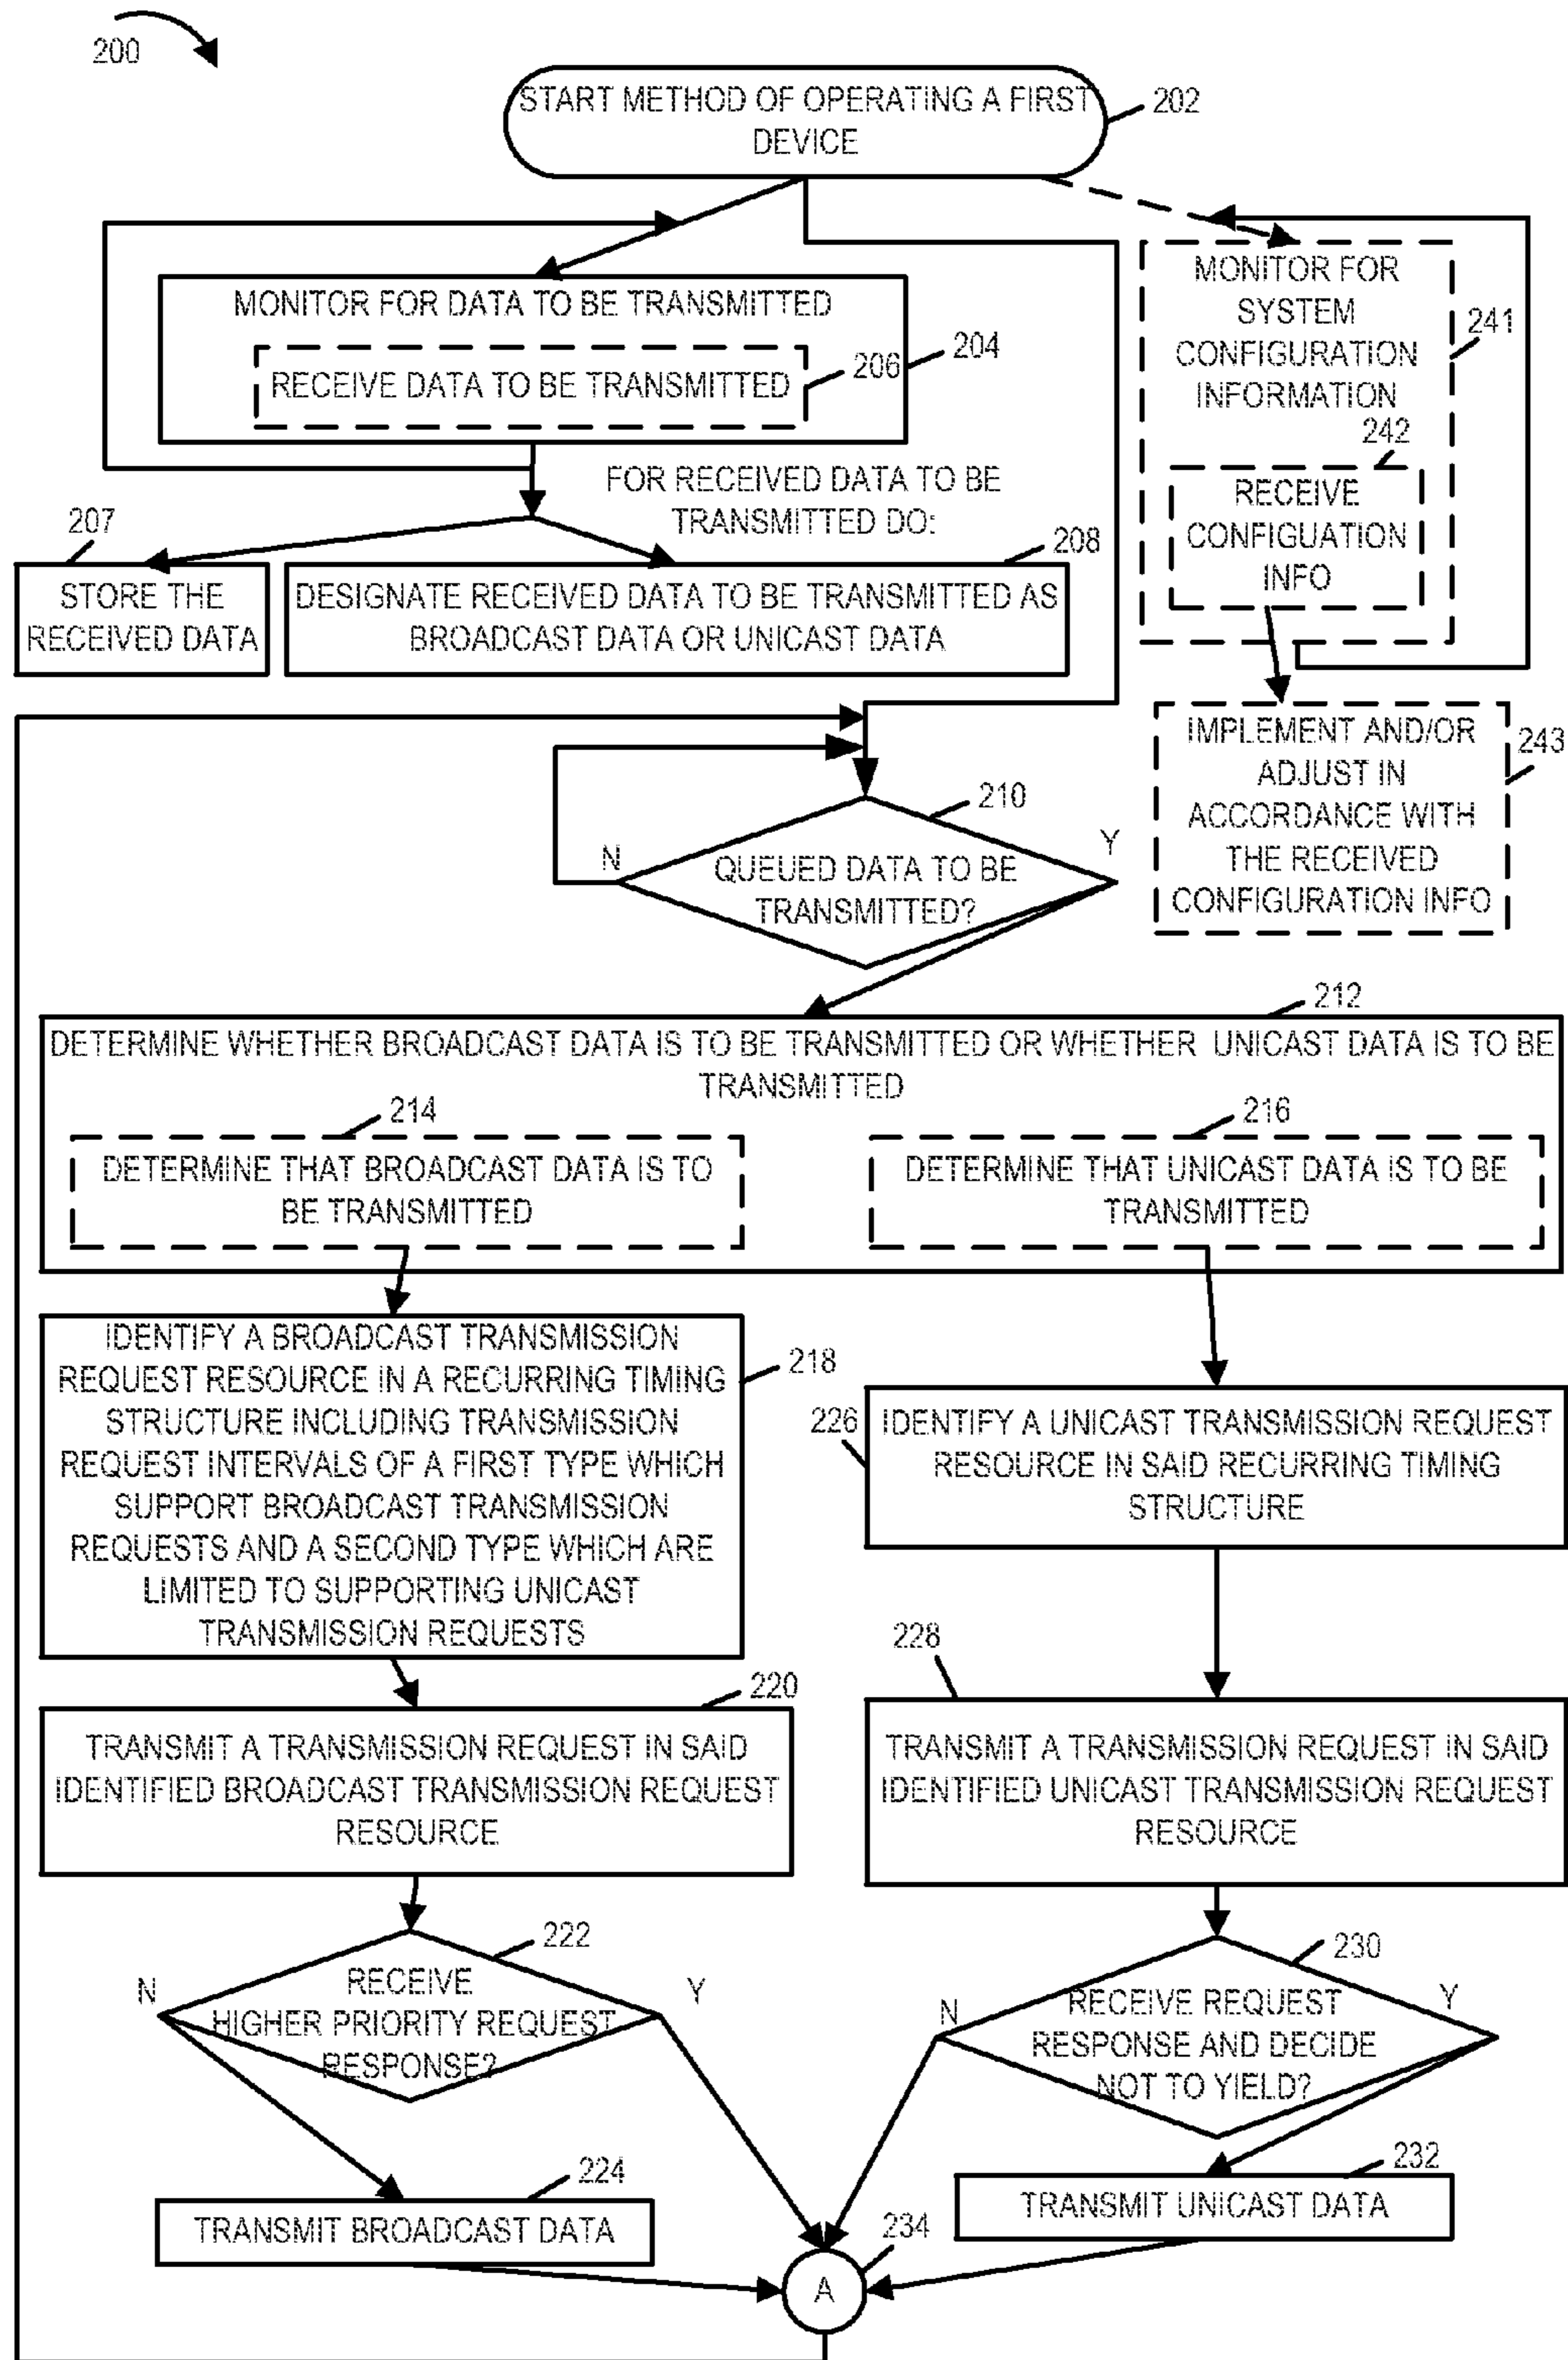 200
START METHOD OF OPERATING A FIRST
DEVICE
202
MONITOR FOR DATA TO BE TRANSMITTED
RECEIVE DATA TO BE TRANSMITTED
206
204
MONITOR FOR
SYSTEM
CONFIGURATION
INFORMATION
241
242
RECEIVE
CONFIGUATION
INFO
FOR RECEIVED DATA TO BE
TRANSMITTED DO:
207
STORE THE
RECEIVED DATA
208
DESIGNATE RECEIVED DATA TO BE TRANSMITTED AS
BROADCAST DATA OR UNICAST DATA
IMPLEMENT AND/OR
ADJUST IN
ACCORDANCE WITH
THE RECEIVED
CONFIGURATION INFO
243
210
N
QUEUED DATA TO BE
TRANSMITTED?
Y
212
DETERMINE WHETHER BROADCAST DATA IS TO BE TRANSMITTED OR WHETHER UNICAST DATA IS TO BE
TRANSMITTED
214
DETERMINE THAT BROADCAST DATA IS TO
BE TRANSMITTED
216
DETERMINE THAT UNICAST DATA IS TO BE
TRANSMITTED
IDENTIFY A BROADCAST TRANSMISSION
REQUEST RESOURCE IN A RECURRING TIMING
STRUCTURE INCLUDING TRANSMISSION
REQUEST INTERVALS OF A FIRST TYPE WHICH
SUPPORT BROADCAST TRANSMISSION
REQUESTS AND A SECOND TYPE WHICH ARE
LIMITED TO SUPPORTING UNICAST
TRANSMISSION REQUESTS
218
226
IDENTIFY A UNICAST TRANSMISSION REQUEST
RESOURCE IN SAID RECURRING TIMING
STRUCTURE
220
TRANSMIT A TRANSMISSION REQUEST IN SAID
IDENTIFIED BROADCAST TRANSMISSION REQUEST
RESOURCE
228
TRANSMIT A TRANSMISSION REQUEST IN SAID
IDENTIFIED UNICAST TRANSMISSION REQUEST
RESOURCE
222
N
RECEIVE
HIGHER PRIORITY REQUEST
RESPONSE?
Y
230
N
RECEIVE REQUEST
RESPONSE AND DECIDE
NOT TO YIELD?
Y
224
TRANSMIT BROADCAST DATA
232
TRANSMIT UNICAST DATA
234
A